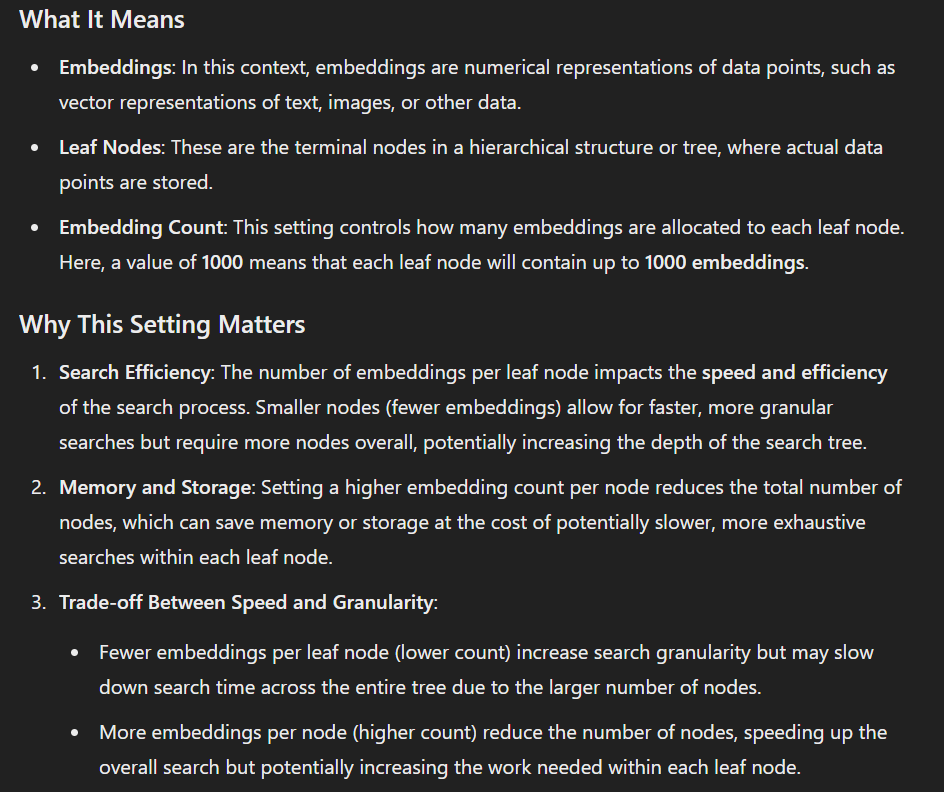 What It Means
• Embeddings: In this context, embeddings are numerical representations of data points, such as
vector representations of text, images, or other data.
• Leaf Nodes: These are the terminal nodes in a hierarchical structure or tree, where actual data
points are stored.
• Embedding Count: This setting controls how many embeddings are allocated to each leaf node.
Here, a value of 1000 means that each leaf node will contain up to 1000 embeddings.
Why This Setting Matters
1. Search Efficiency: The number of embeddings per leaf node impacts the speed and efficiency
of the search process. Smaller nodes (fewer embeddings) allow for faster, more granular
searches but require more nodes overall, potentially increasing the depth of the search tree.
2. Memory and Storage: Setting a higher embedding count per node reduces the total number of
nodes, which can save memory or storage at the cost of potentially slower, more exhaustive
searches within each leaf node.
3. Trade-off Between Speed and Granularity:
• Fewer embeddings per leaf node (lower count) increase search granularity but may slow
down search time across the entire tree due to the larger number of nodes.
• More embeddings per node (higher count) reduce the number of nodes, speeding up the
overall search but potentially increasing the work needed within each leaf node.